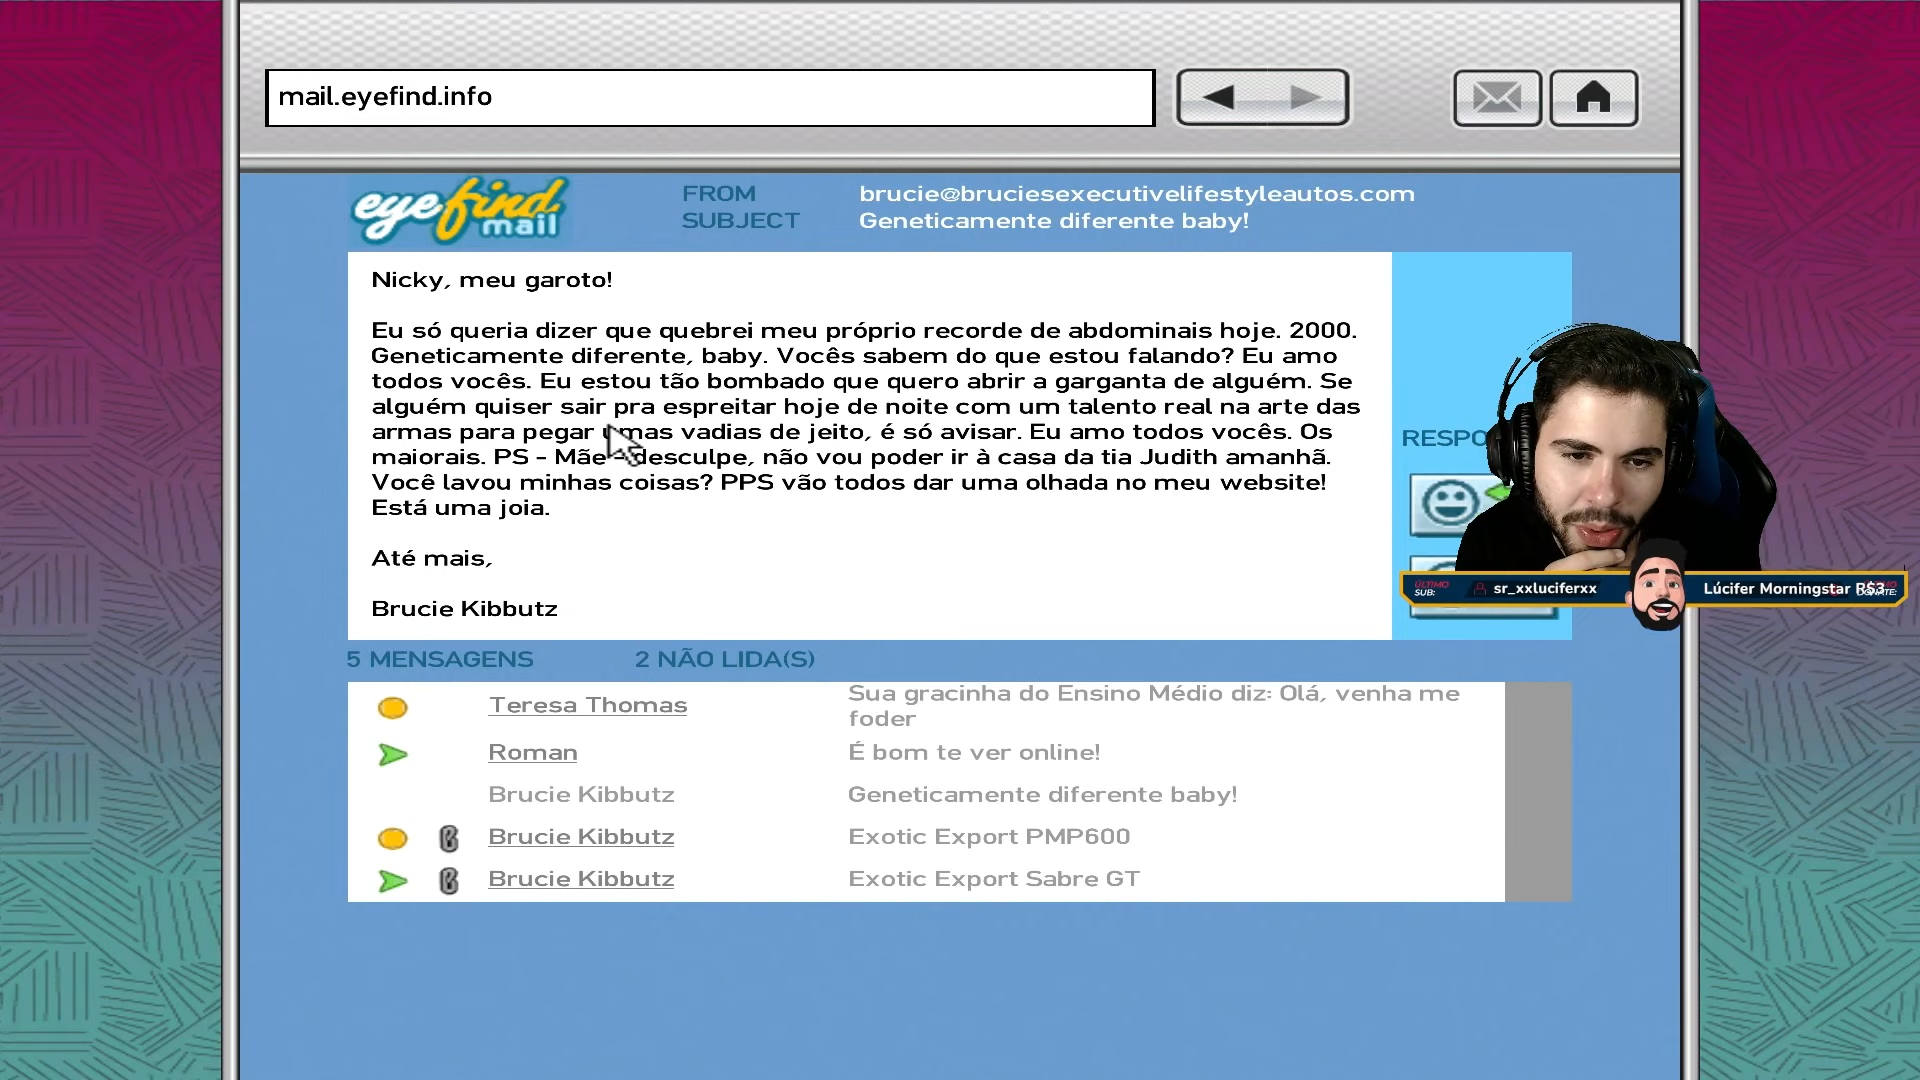 mail.eyefind.info
eyefind
mail
FROM brucie@bruciesexecutivelifestyleautos.com
SUBJECT Geneticamente diferente baby!
Nicky, meu garoto!
Eu só queria dizer que quebrei meu próprio recorde de abdominais hoje. 2000.
Geneticamente diferente, baby. Vocês sabem do que estou falando? Eu amo
todos vocês. Eu estou tão bombado que quero abrir a garganta de alguém. Se
alguém quiser sair pra espreitar hoje de noite com um talento real na arte das
armas para pegar umas vadias de jeito, é só avisar. Eu amo todos vocês. Os
maiorais. PS - Mãe - desculpe, não vou poder ir à casa da tia Judith amanhã.
Você lavou minhas coisas? PPS vão todos dar uma olhada no meu website!
Está uma joia.
Até mais,
Brucie Kibbutz
RESPO
ÚLTIMO
SUB: sr_xxluciferxx
Lúcifer Morningstar R$3
DONATE:
5 MENSAGENS 2 NÃO LIDA(S)
Teresa Thomas Sua gracinha do Ensino Médio diz: Olá, venha me
foder
Roman É bom te ver online!
Brucie Kibbutz Geneticamente diferente baby!
Brucie Kibbutz Exotic Export PMP600
Brucie Kibbutz Exotic Export Sabre GT